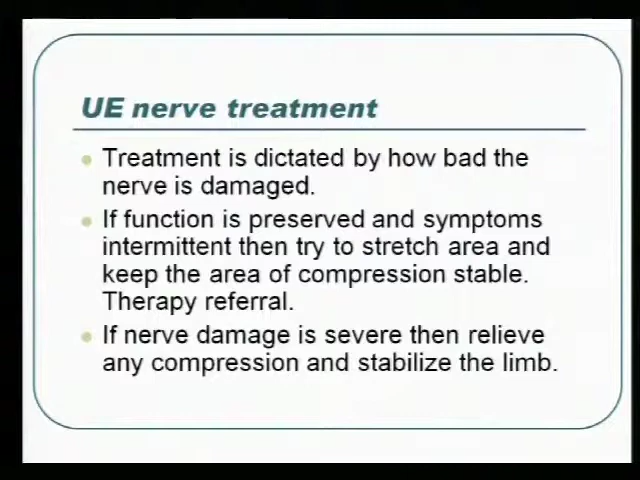 UE nerve treatment
Treatment is dictated by how bad the
nerve is damaged.
If function is preserved and symptoms
intermittent then try to stretch area and
keep the area of compression stable.
Therapy referral.
If nerve damage is severe then relieve
any compression and stabilize the limb.